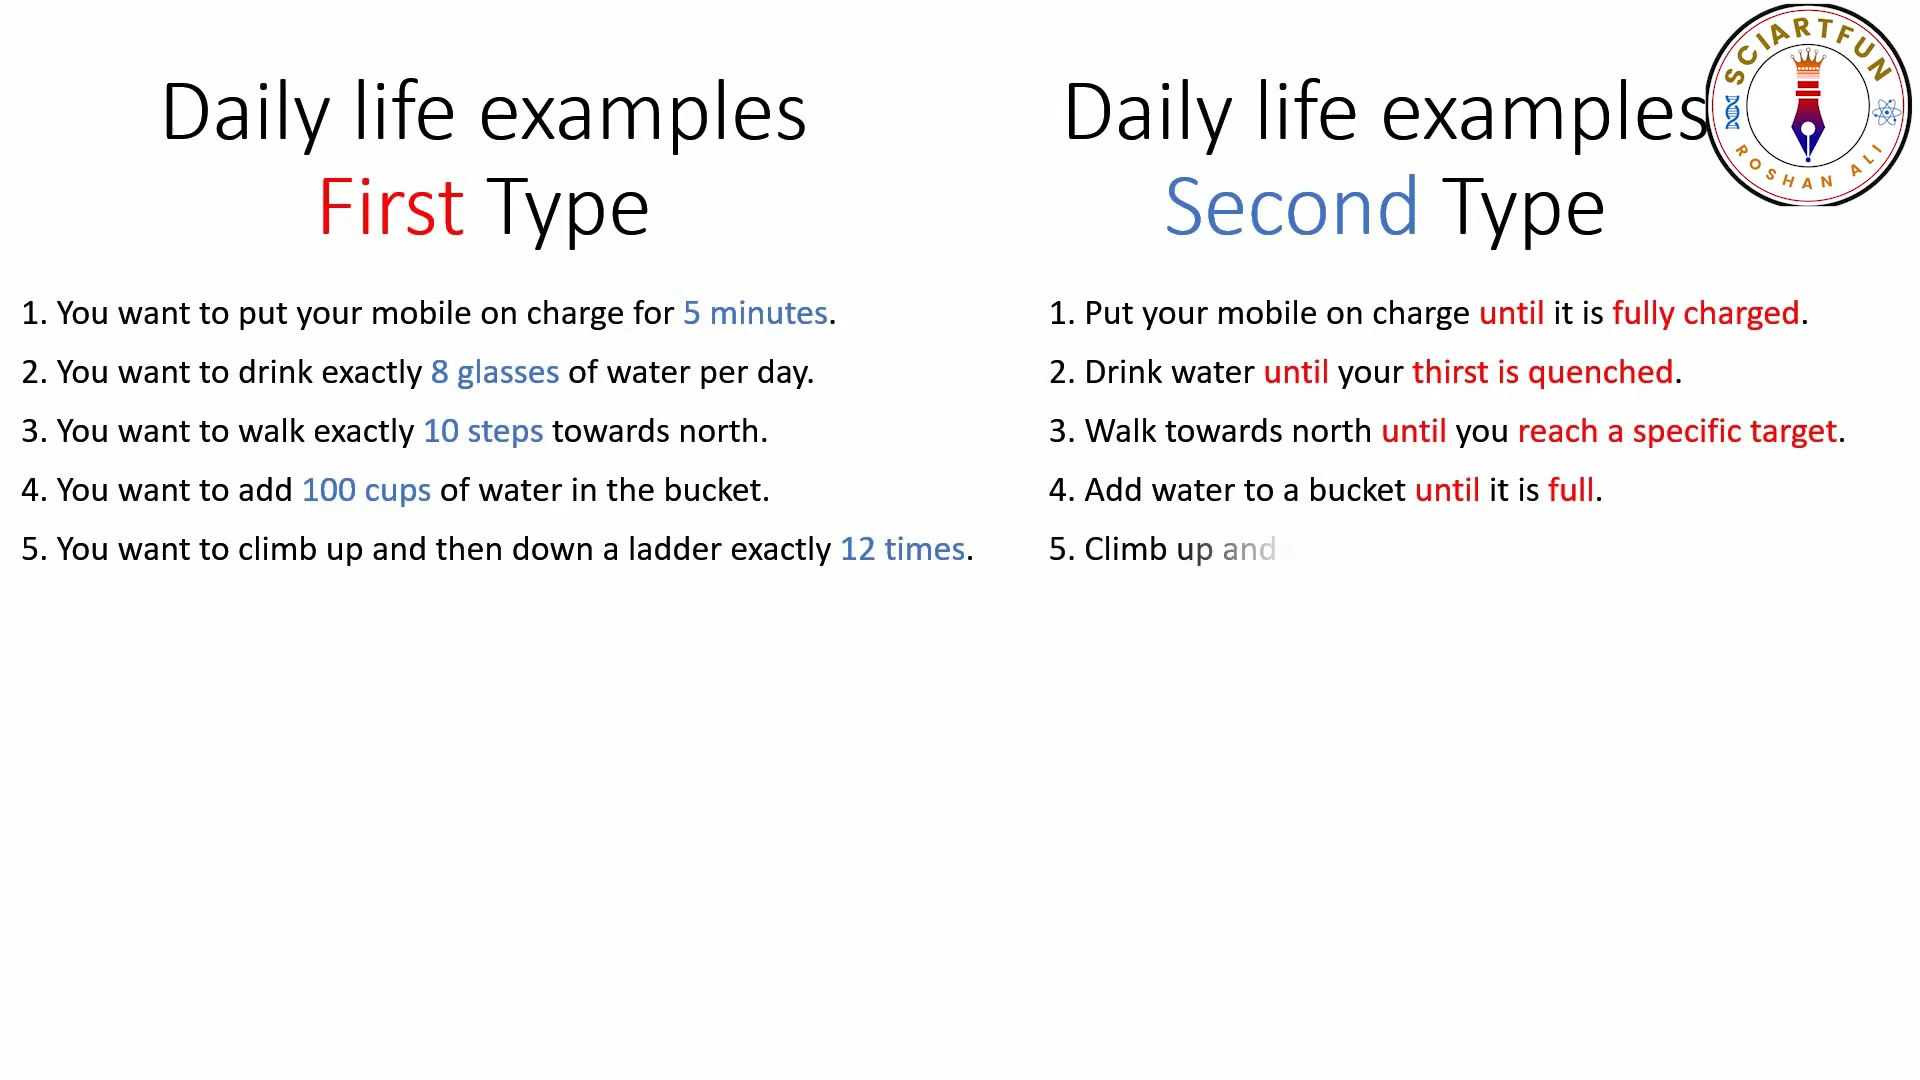 Daily life examples
First Type
1. You want to put your mobile on charge for 5 minutes.
2. You want to drink exactly 8 glasses of water per day.
3. You want to walk exactly 10 steps towards north.
4. You want to add 100 cups of water in the bucket.
5. You want to climb up and then down a ladder exactly 12 times.
Daily life examples
Second Type
1. Put your mobile on charge until it is fully charged.
2. Drink water until your thirst is quenched.
3. Walk towards north until you reach a specific target.
4. Add water to a bucket until it is full.
5. Climb up and
SCIARTFUN
ROSHAN ALI